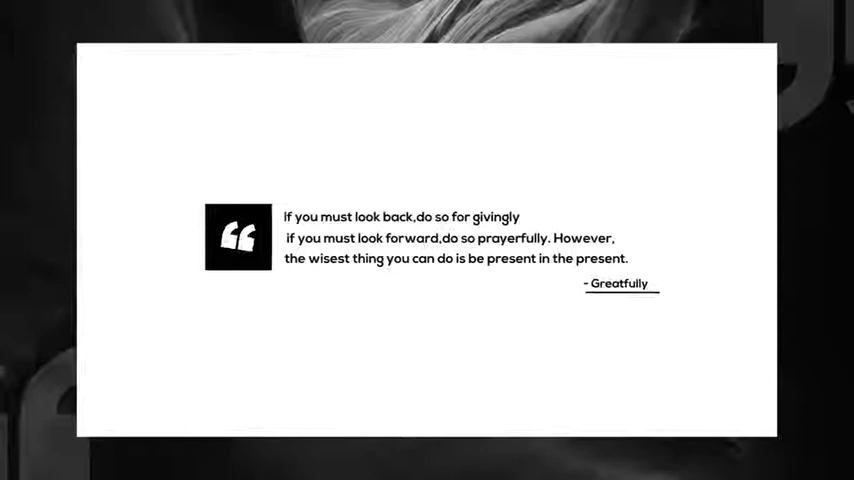 If you must look back,do so for givingly
if you must look forward,do so prayerfully. However,
the wisest thing you can do is be present in the present.
- Greatfully